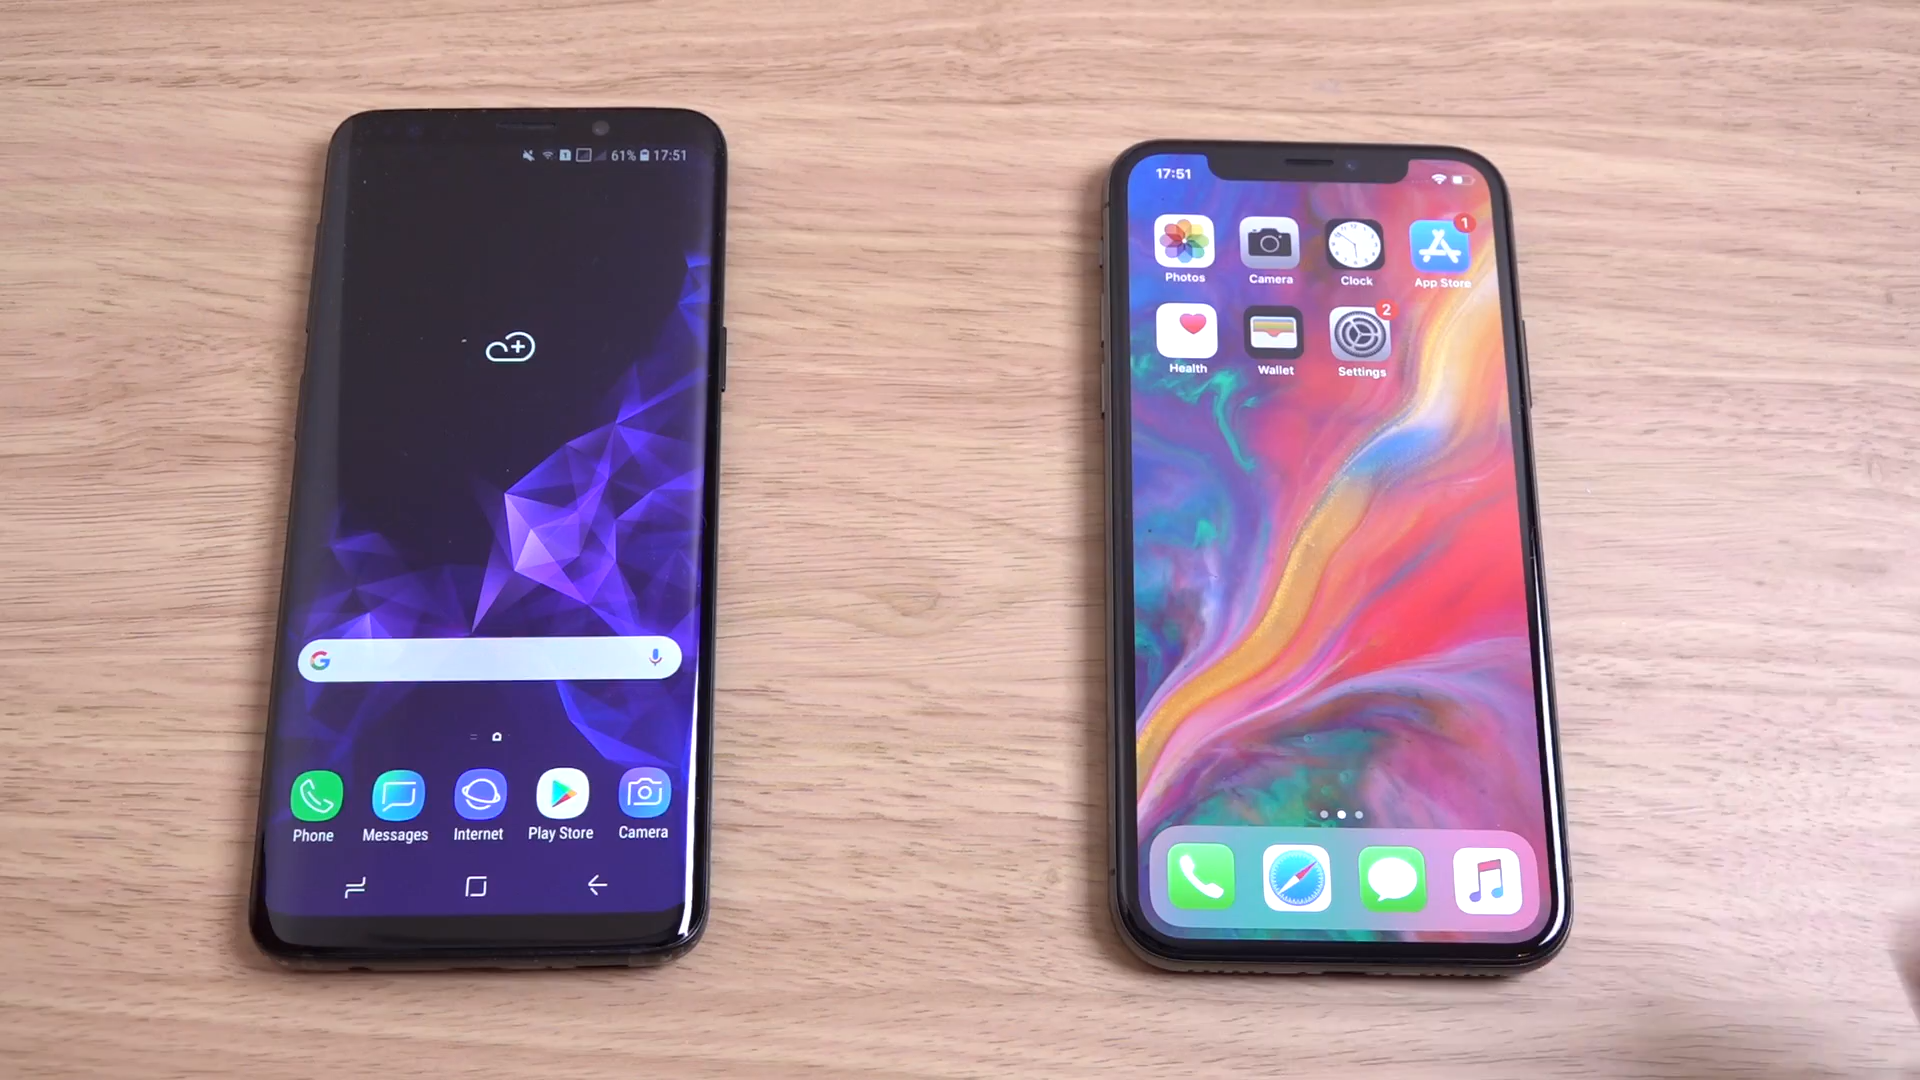 61% 17:51
Phone Messages Internet Play Store Camera
17:51
1
Photos Camera Clock App Store
2
Health Wallet Settings